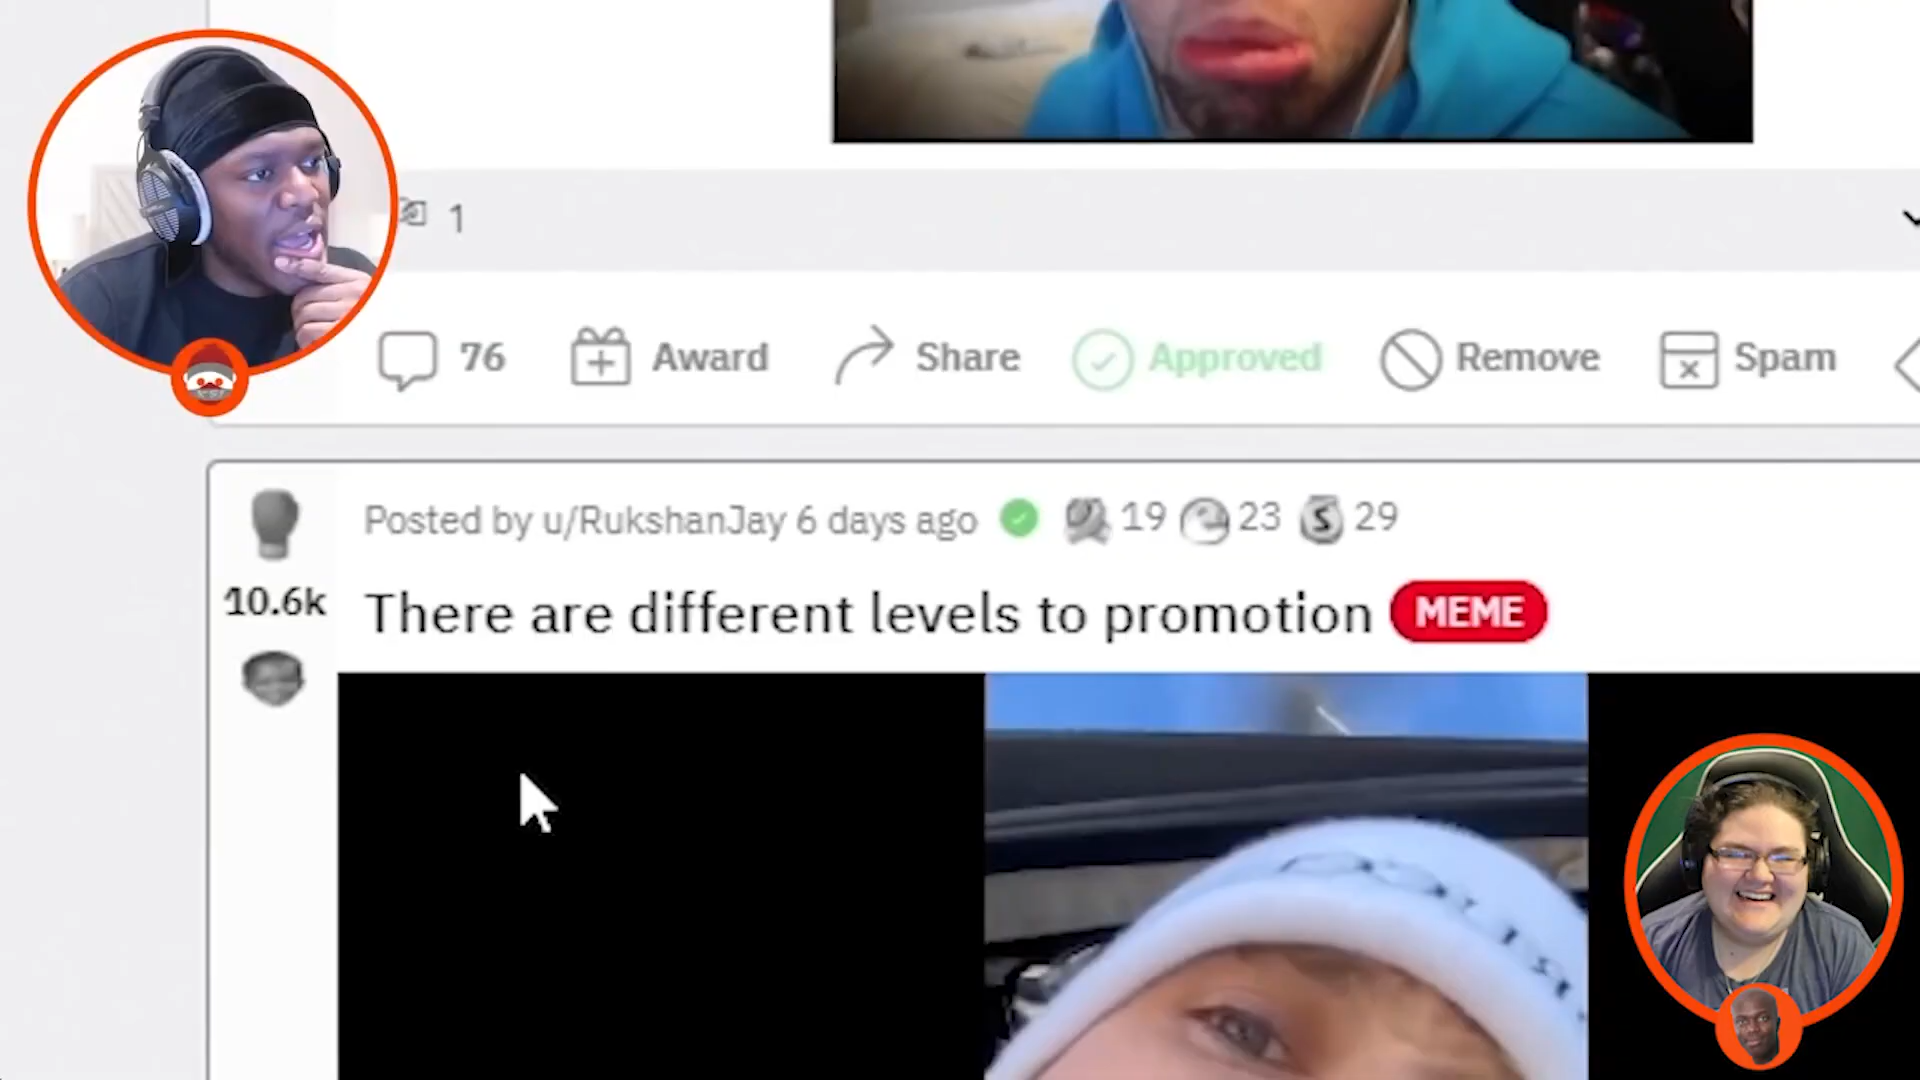 1
76 Award Share Approved Remove Spam
Posted by u/RukshanJay 6 days ago 19 23 29
10.6k There are different levels to promotion MEME